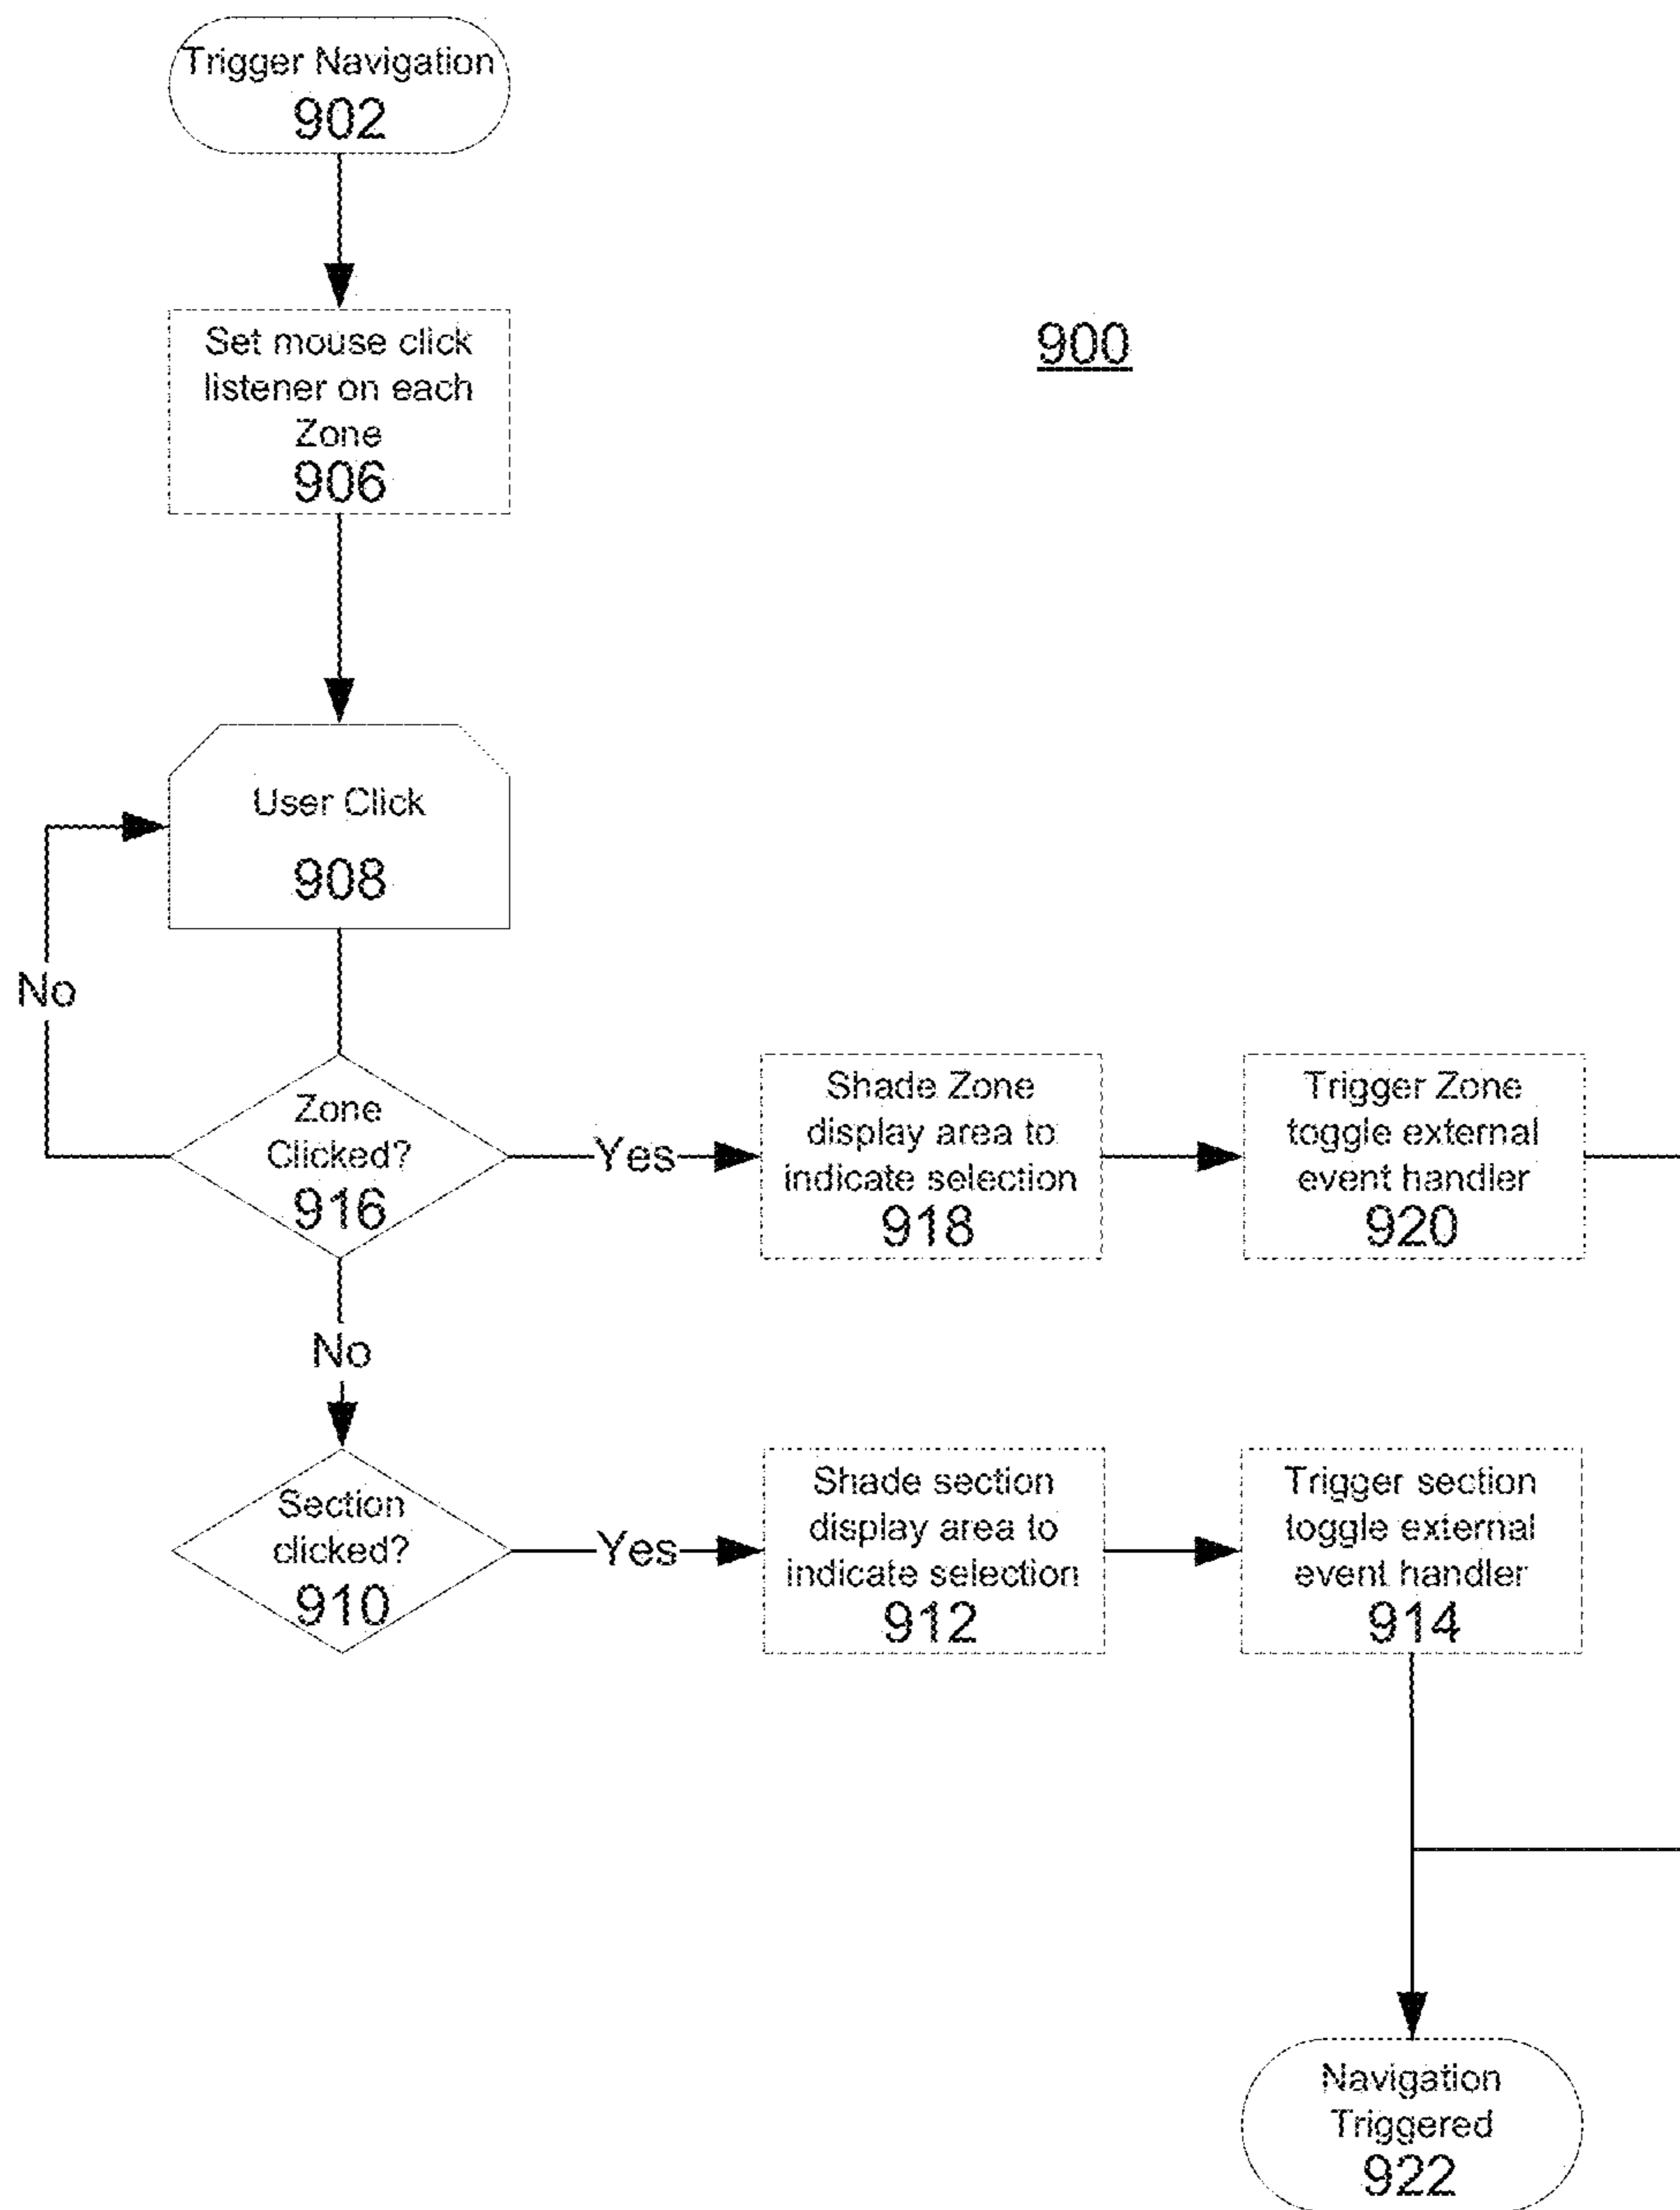 Trigger Navigation
902
Set mouse click
listener on each
Zone
906
900
User Click
908
No
Zone
Clicked?
916
Yes
Shade Zone
display area to
indicate selection
918
Trigger Zone
toggle external
event handler
920
No
Section
clicked?
910
Yes
Shade section
display area to
indicate selection
912
Trigger section
toggle external
event handler
914
Navigation
Triggered
922